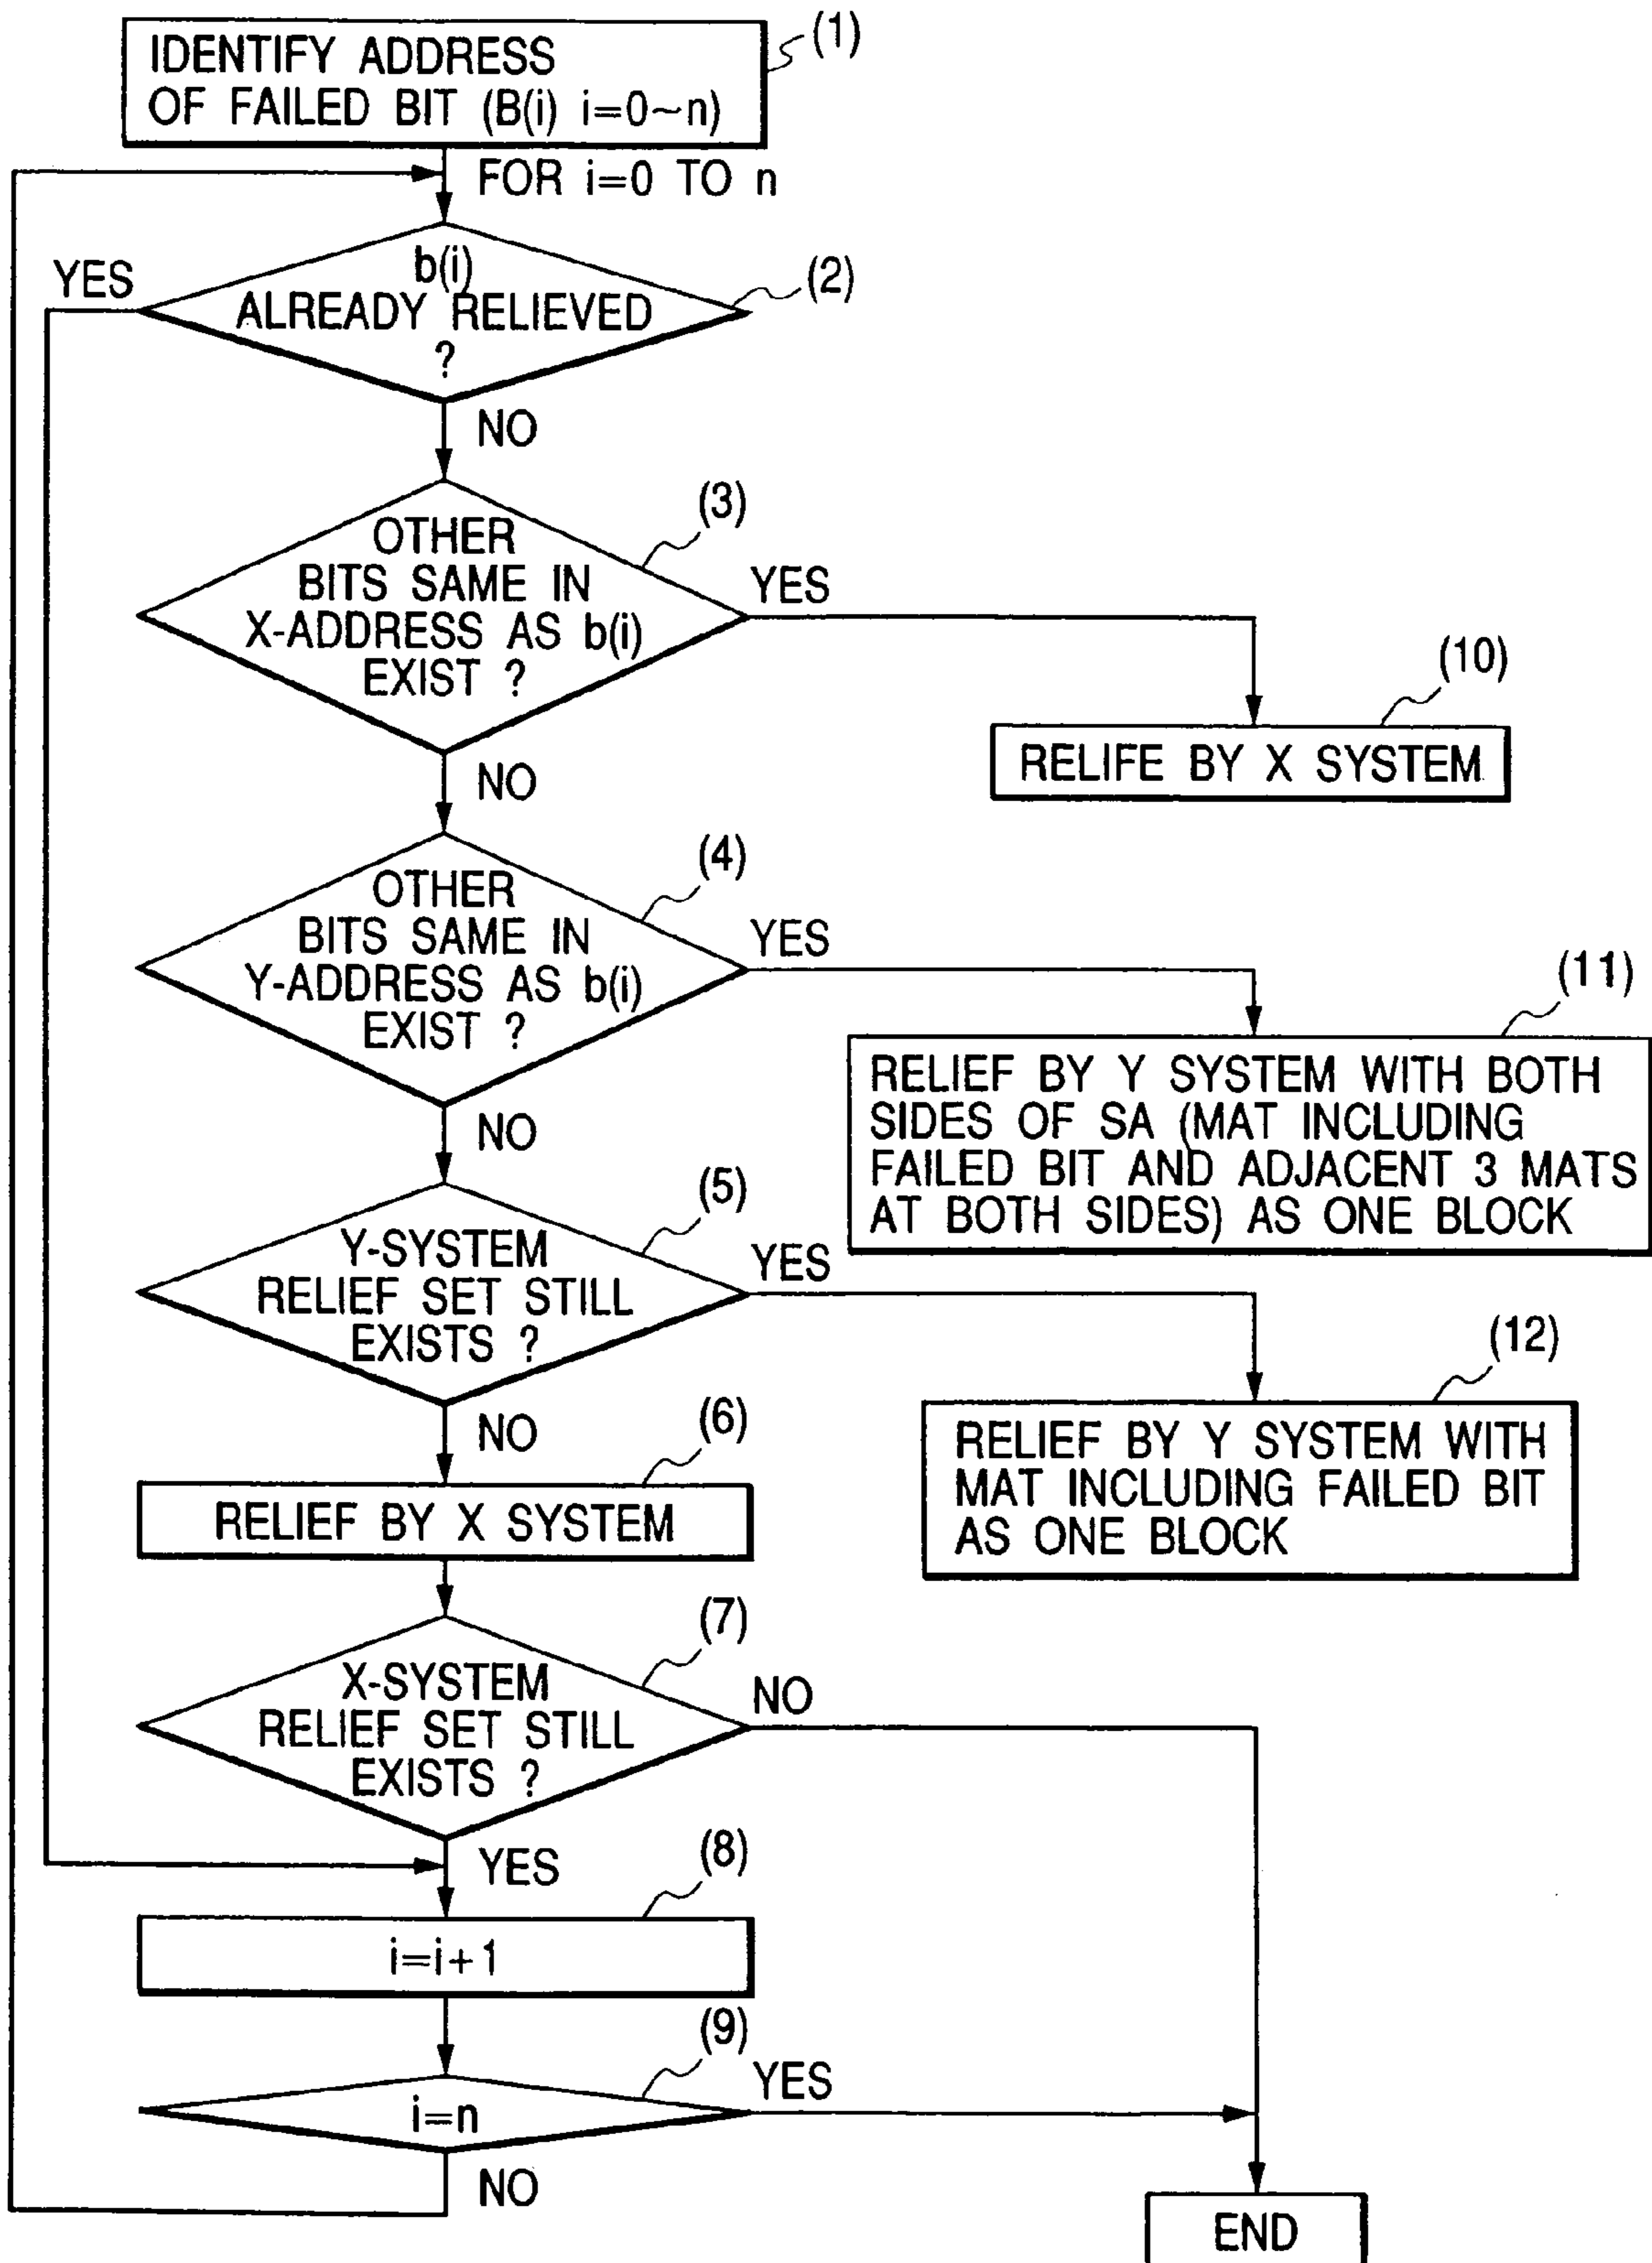 (1)
IDENTIFY ADDRESS
OF FAILED BIT (B(i) i=0~n)
FOR i=0 TO n
YES
b(i)
ALREADY RELIEVED
?
(2)
NO
(3)
OTHER
BITS SAME IN
X-ADDRESS AS b(i)
EXIST ?
YES
(10)
RELIFE BY X SYSTEM
NO
(4)
OTHER
BITS SAME IN
Y-ADDRESS AS b(i)
EXIST ?
YES
(11)
RELIEF BY Y SYSTEM WITH BOTH
SIDES OF SA (MAT INCLUDING
FAILED BIT AND ADJACENT 3 MATS
AT BOTH SIDES) AS ONE BLOCK
NO
(5)
Y-SYSTEM
RELIEF SET STILL
EXISTS ?
YES
(12)
RELIEF BY Y SYSTEM WITH
MAT INCLUDING FAILED BIT
AS ONE BLOCK
NO
(6)
RELIEF BY X SYSTEM
(7)
X-SYSTEM
RELIEF SET STILL
EXISTS ?
NO
YES
(8)
i=i+1
(9)
i=n
YES
NO
END